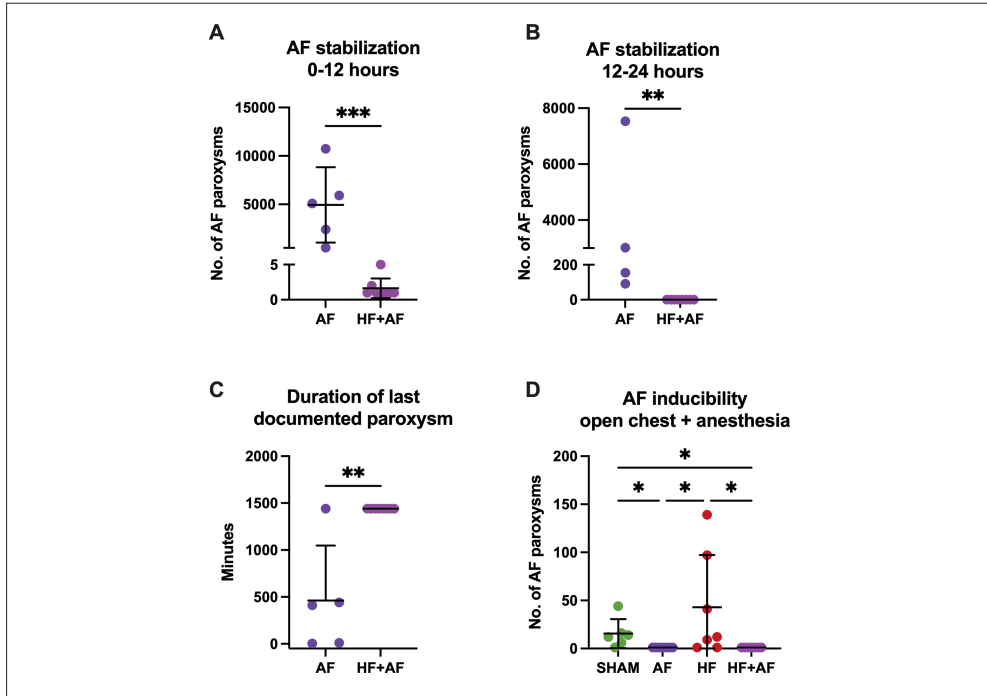 A
AF stabilization
0-12 hours
15000
10000
5000
5
0
No. of AF paroxysms
***
AF HF+AF
B
AF stabilization
12-24 hours
8000
6000
4000
200
0
No. of AF paroxysms
**
AF HF+AF
C
Duration of last
documented paroxysm
2000
1500
1000
500
0
Minutes
**
AF HF+AF
D
AF inducibility
open chest + anesthesia
200
150
100
50
0
No. of AF paroxysms
*
* * *
SHAM AF HF HF+AF